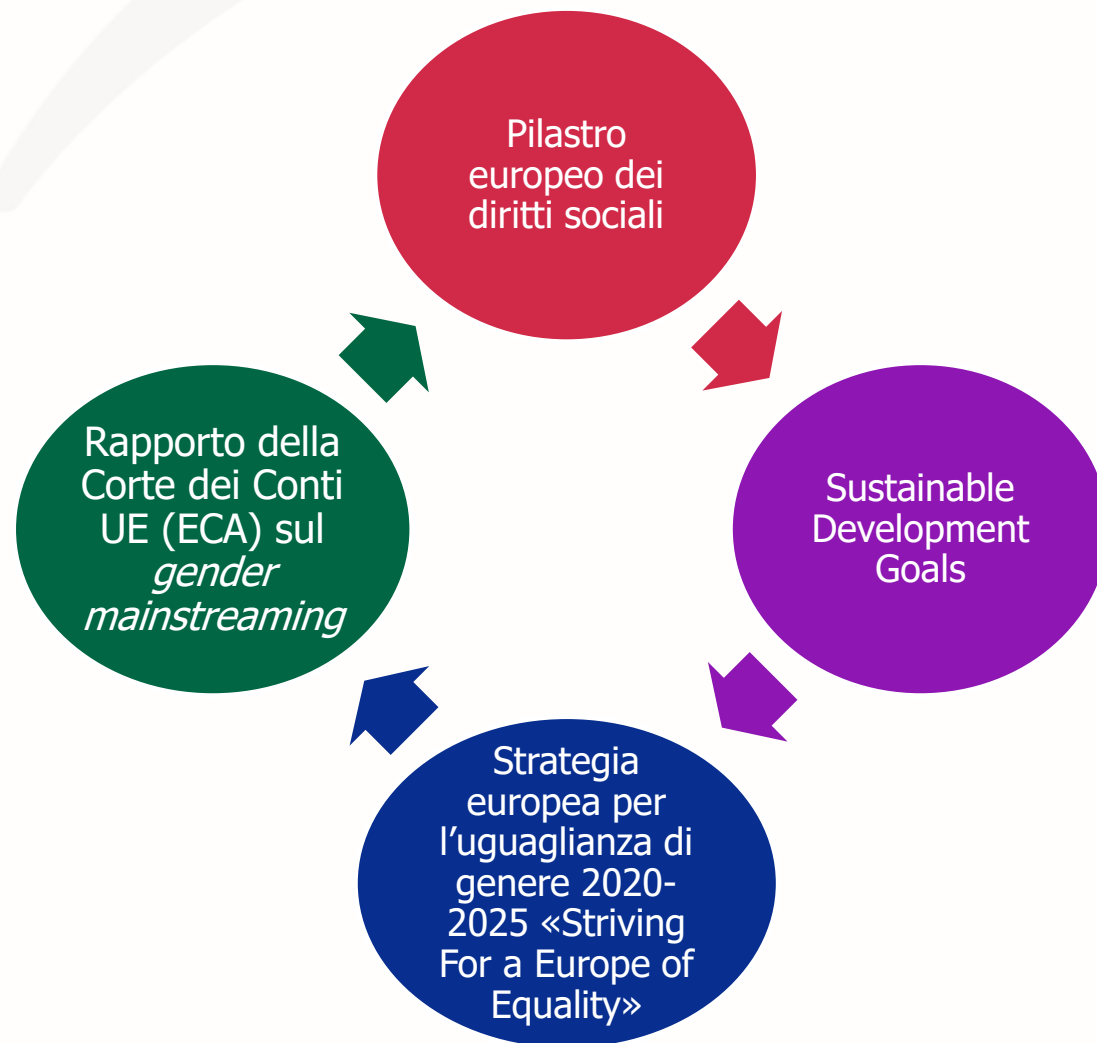 Pilastro
europeo dei
diritti sociali
Sustainable
Development
Goals
Strategia
europea per
l’uguaglianza di
genere 2020-
2025 «Striving
For a Europe of
Equality»
Rapporto della
Corte dei Conti
UE (ECA) sul
gender
mainstreaming